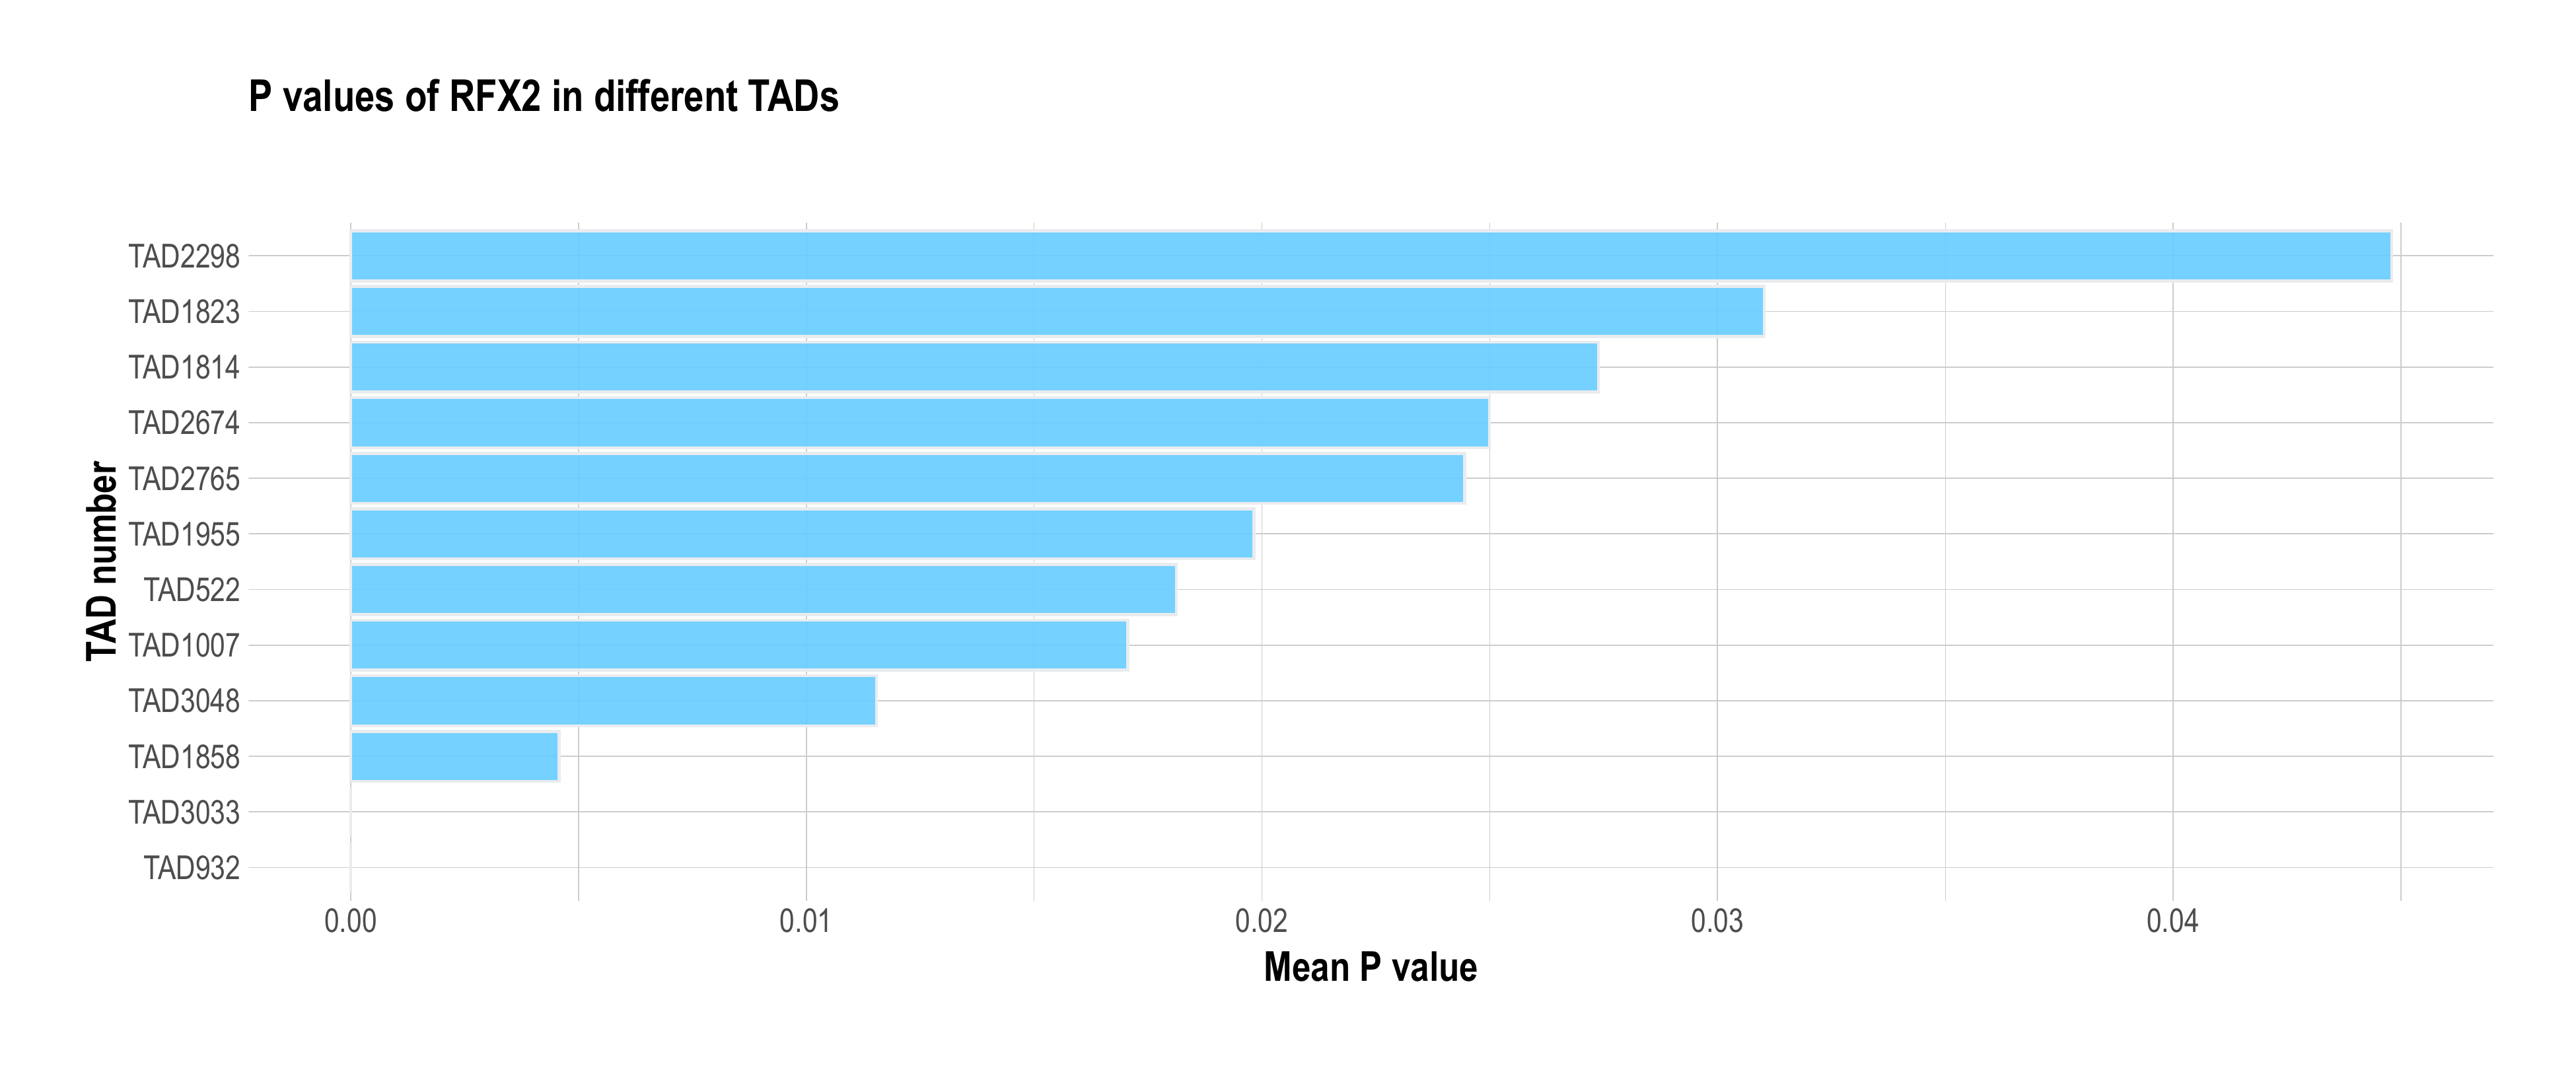 P values of RFX2 in different TADs
TAD number
TAD2298
TAD1823
TAD1814
TAD2674
TAD2765
TAD1955
TAD522
TAD1007
TAD3048
TAD1858
TAD3033
TAD932
0.00 0.01 0.02 0.03 0.04
Mean P value